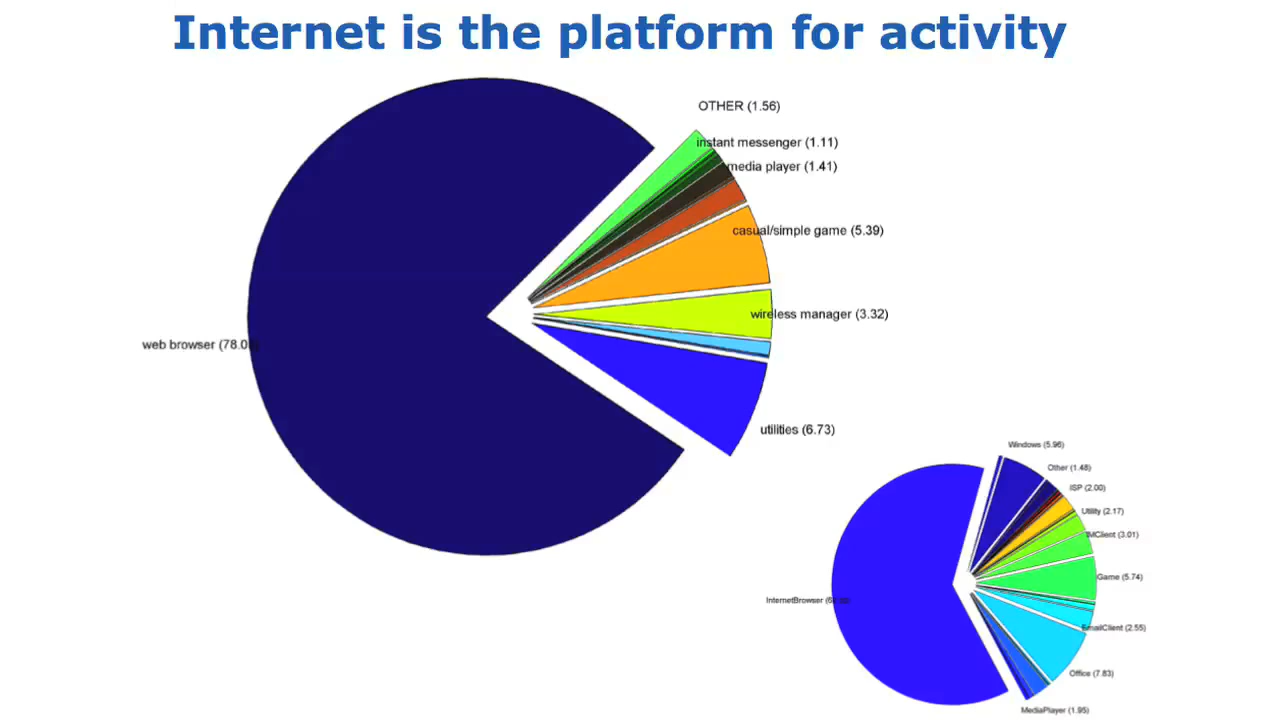 Internet is the platform for activity
OTHER (1.56)
instant messenger (1.11)
media player (1.41)
casual/simple game (5.39)
wireless manager (3.32)
web browser (78.0
utilities (6.73)
Windows (5.96)
Other (1.48)
ISP (2.00)
Utility (2.17)
IMClient (3.01)
Game (5.74)
InternetBrowser
EmailClient (2.55)
Office (7.83)
MediaPlayer (1.95)